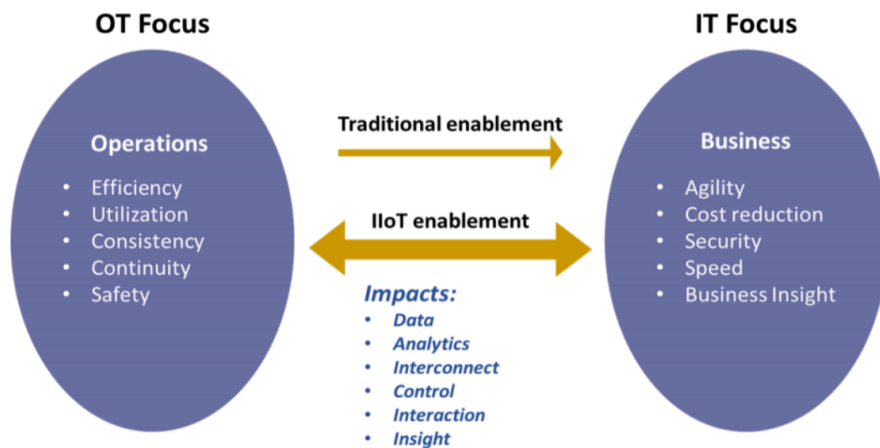 OT Focus
IT Focus
Operations
• Efficiency
• Utilization
• Consistency
• Continuity
• Safety
Traditional enablement
IIoT enablement
Impacts:
• Data
• Analytics
• Interconnect
• Control
• Interaction
• Insight
Business
• Agility
• Cost reduction
• Security
• Speed
• Business Insight